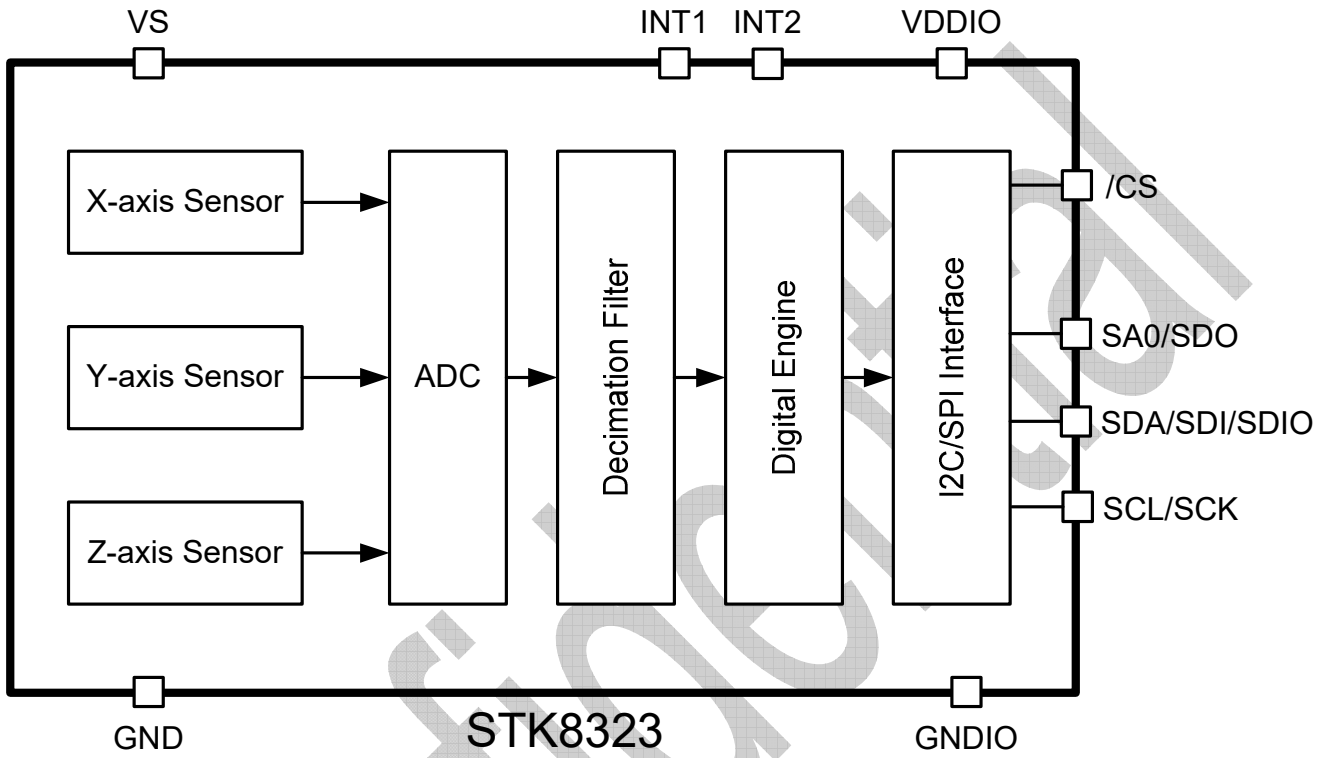 VS
INT1
INT2
VDDIO
X-axis Sensor
Y-axis Sensor
Z-axis Sensor
ADC
Decimation Filter
Digital Engine
I2C/SPI Interface
/CS
SA0/SDO
SDA/SDI/SDIO
SCL/SCK
GND
STK8323
GNDIO